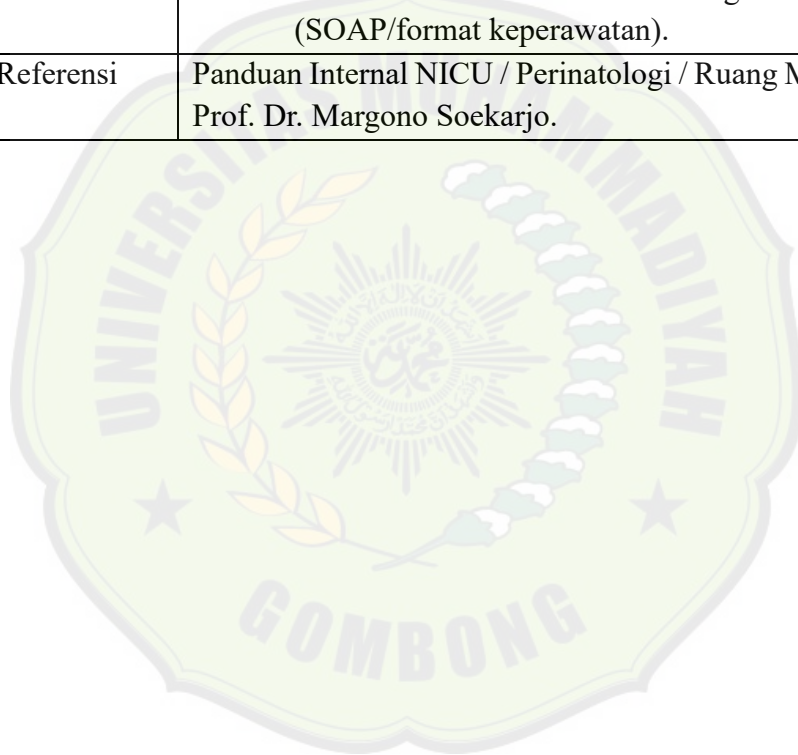 (SOAP/format keperawatan).
Referensi
Panduan Internal NICU / Perinatologi / Ruang M
Prof. Dr. Margono Soekarjo.
UNIVERSITAS MUHAMMADIYAH
GOMBONG